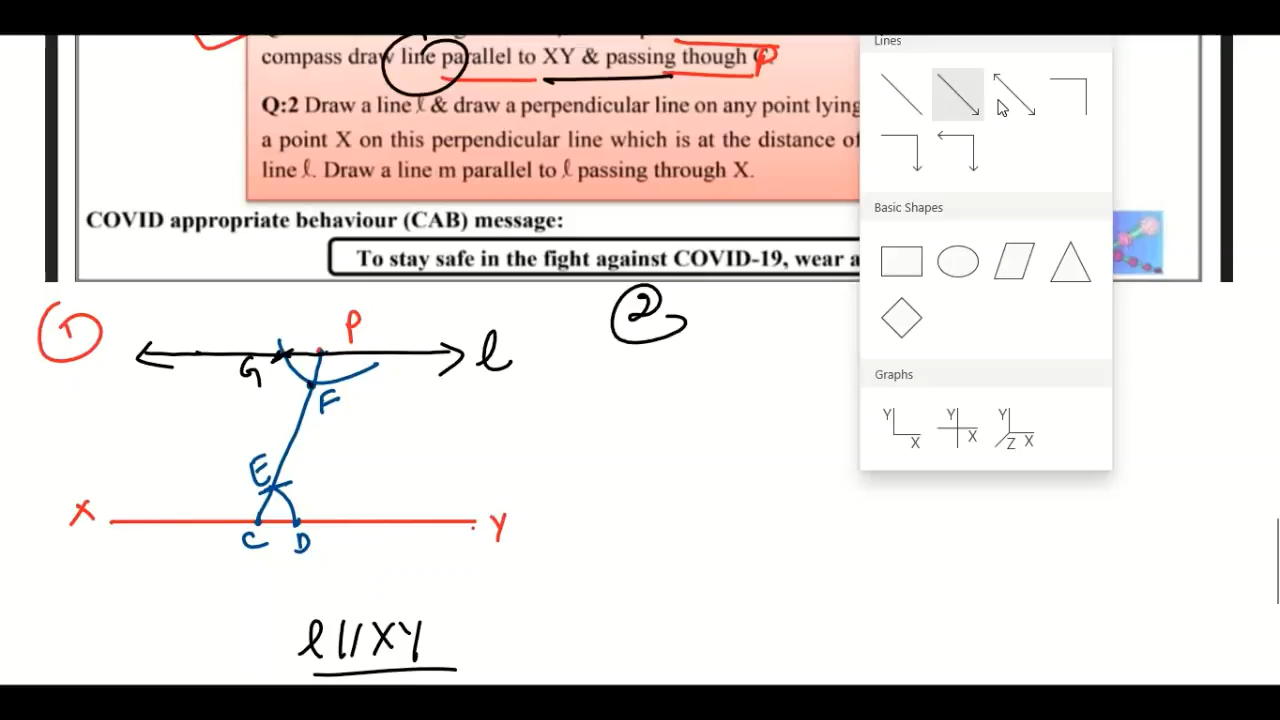 Lines
compass draw line parallel to XY & passing though P
Q:2 Draw a line ℓ & draw a perpendicular line on any point lying
a point X on this perpendicular line which is at the distance of
line ℓ. Draw a line m parallel to ℓ passing through X.
Basic Shapes
COVID appropriate behaviour (CAB) message:
To stay safe in the fight against COVID-19, wear a
Graphs
Y X
Y X
Y Z X
1
P
G
l
F
E
X
Y
C D
l // XY
2